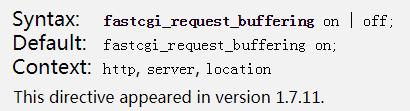 Syntax: fastcgi_request_buffering on | off;
Default: fastcgi_request_buffering on;
Context: http, server, location
This directive appeared in version 1.7.11.